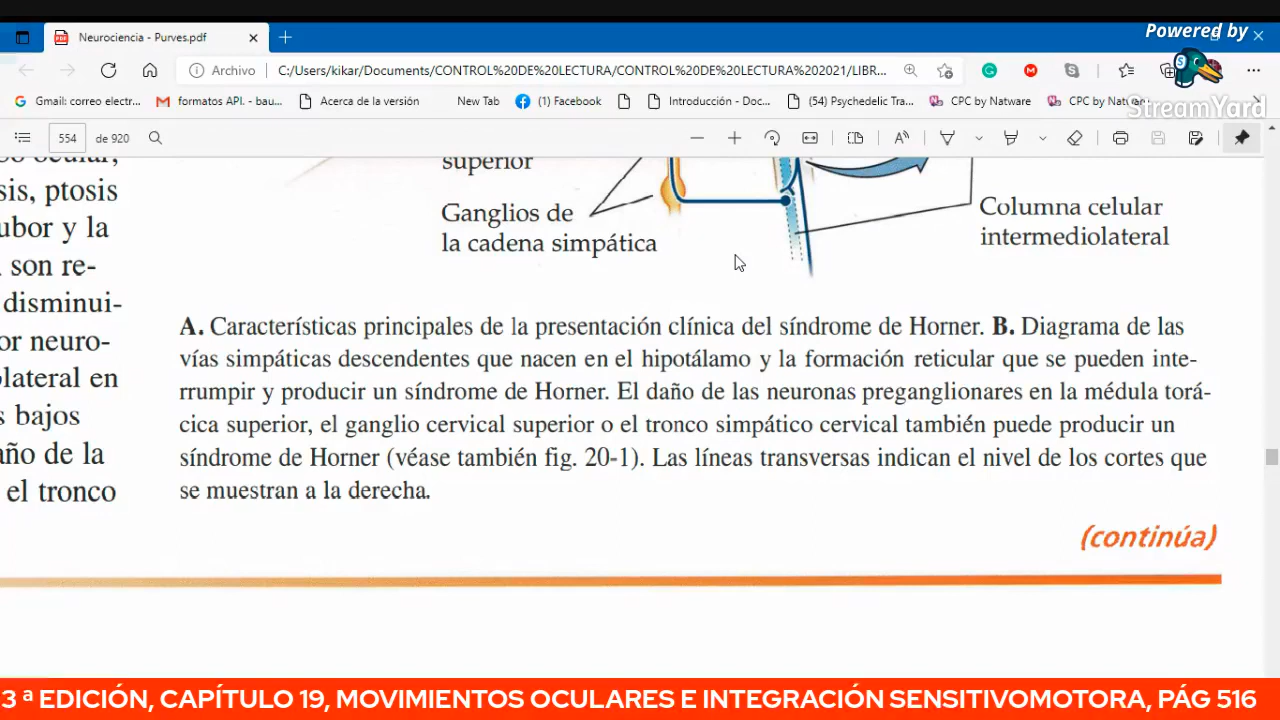 Powered by
Neurociencia - Purves.pdf
Archivo
C:/Users/kikar/Documents/CONTROL%20DE%20LECTURA/CONTROL%20DE%20LECTURA%202021/LIBR...
Gmail: correo electr...
formatos API. - bau...
Acerca de la versión
New Tab
(1) Facebook
Introducción - Doc...
(54) Psychedelic Tra...
CPC by Natware
CPC by Natware
StreamYard
554
de 920
superior
Ganglios de
la cadena simpática
Columna celular
intermediolateral
sis, ptosis
ubor y la
son re-
disminui-
or neuro-
lateral en
s bajos
año de la
el tronco
A. Características principales de la presentación clínica del síndrome de Horner. B. Diagrama de las
vías simpáticas descendentes que nacen en el hipotálamo y la formación reticular que se pueden inte-
rrumpir y producir un síndrome de Horner. El daño de las neuronas preganglionares en la médula torá-
cica superior, el ganglio cervical superior o el tronco simpático cervical también puede producir un
síndrome de Horner (véase también fig. 20-1). Las líneas transversas indican el nivel de los cortes que
se muestran a la derecha.
(continúa)
3 ª EDICIÓN, CAPÍTULO 19, MOVIMIENTOS OCULARES E INTEGRACIÓN SENSITIVOMOTORA, PÁG 516